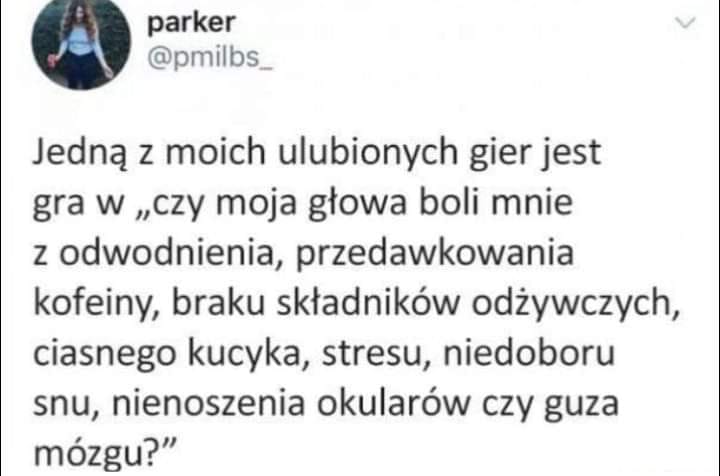 parker
@pmilbs_
Jedną z moich ulubionych gier jest
gra w „czy moja głowa boli mnie
z odwodnienia, przedawkowania
kofeiny, braku składników odżywczych,
ciasnego kucyka, stresu, niedoboru
snu, nienoszenia okularów czy guza
mózgu?”